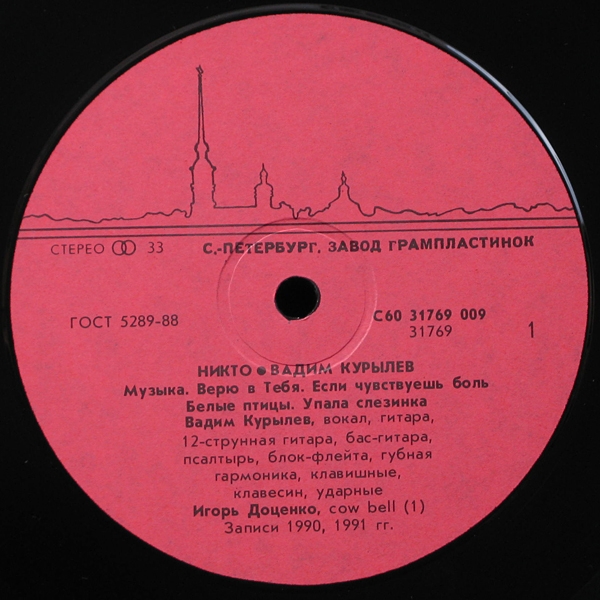 СТЕРЕО 33 С.-ПЕТЕРБУРГ. ЗАВОД ГРАМПЛАСТИНОК
ГОСТ 5289-88
С60 31769 009
31769
1
НИКТО ● ВАДИМ КУРЫЛЕВ
Музыка. Верю в Тебя. Если чувствуешь боль
Белые птицы. Упала слезинка
Вадим Курылев, вокал, гитара,
12-струнная гитара, бас-гитара,
псалтырь, блок-флейта, губная
гармоника, клавишные,
клавесин, ударные
Игорь Доценко, cow bell (1)
Записи 1990, 1991 гг.